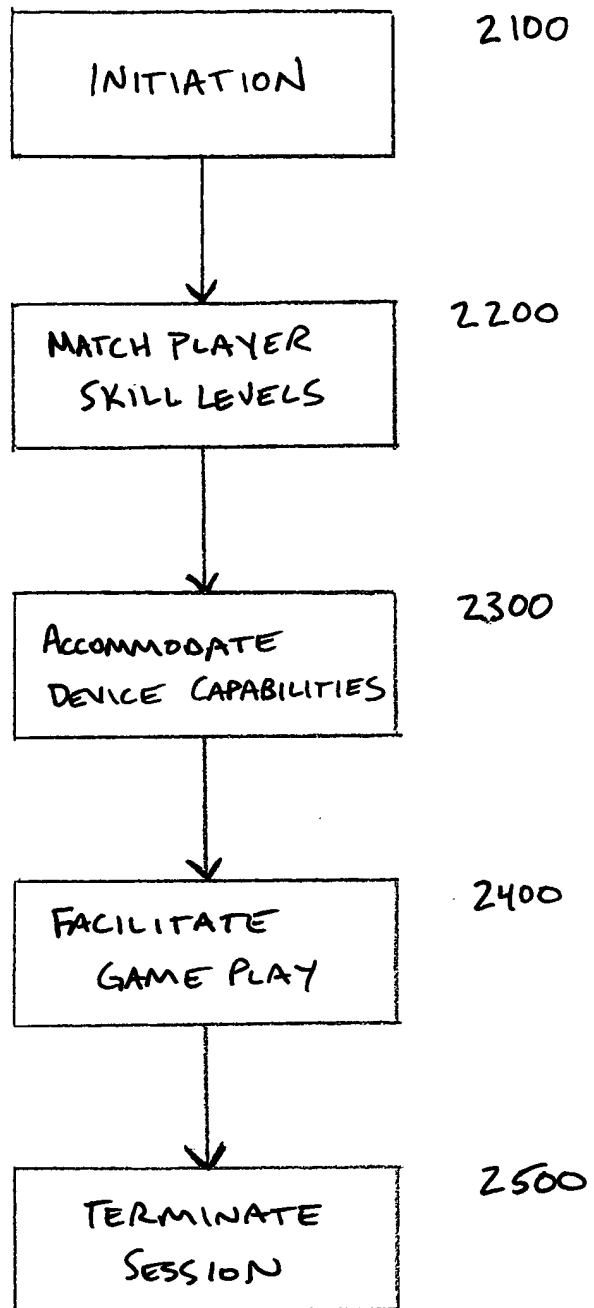 2100
INITIATION
2200
MATCH PLAYER
SKILL LEVELS
2300
ACCOMMODATE
DEVICE CAPABILITIES
2400
FACILITATE
GAME PLAY
2500
TERMINATE
SESSION